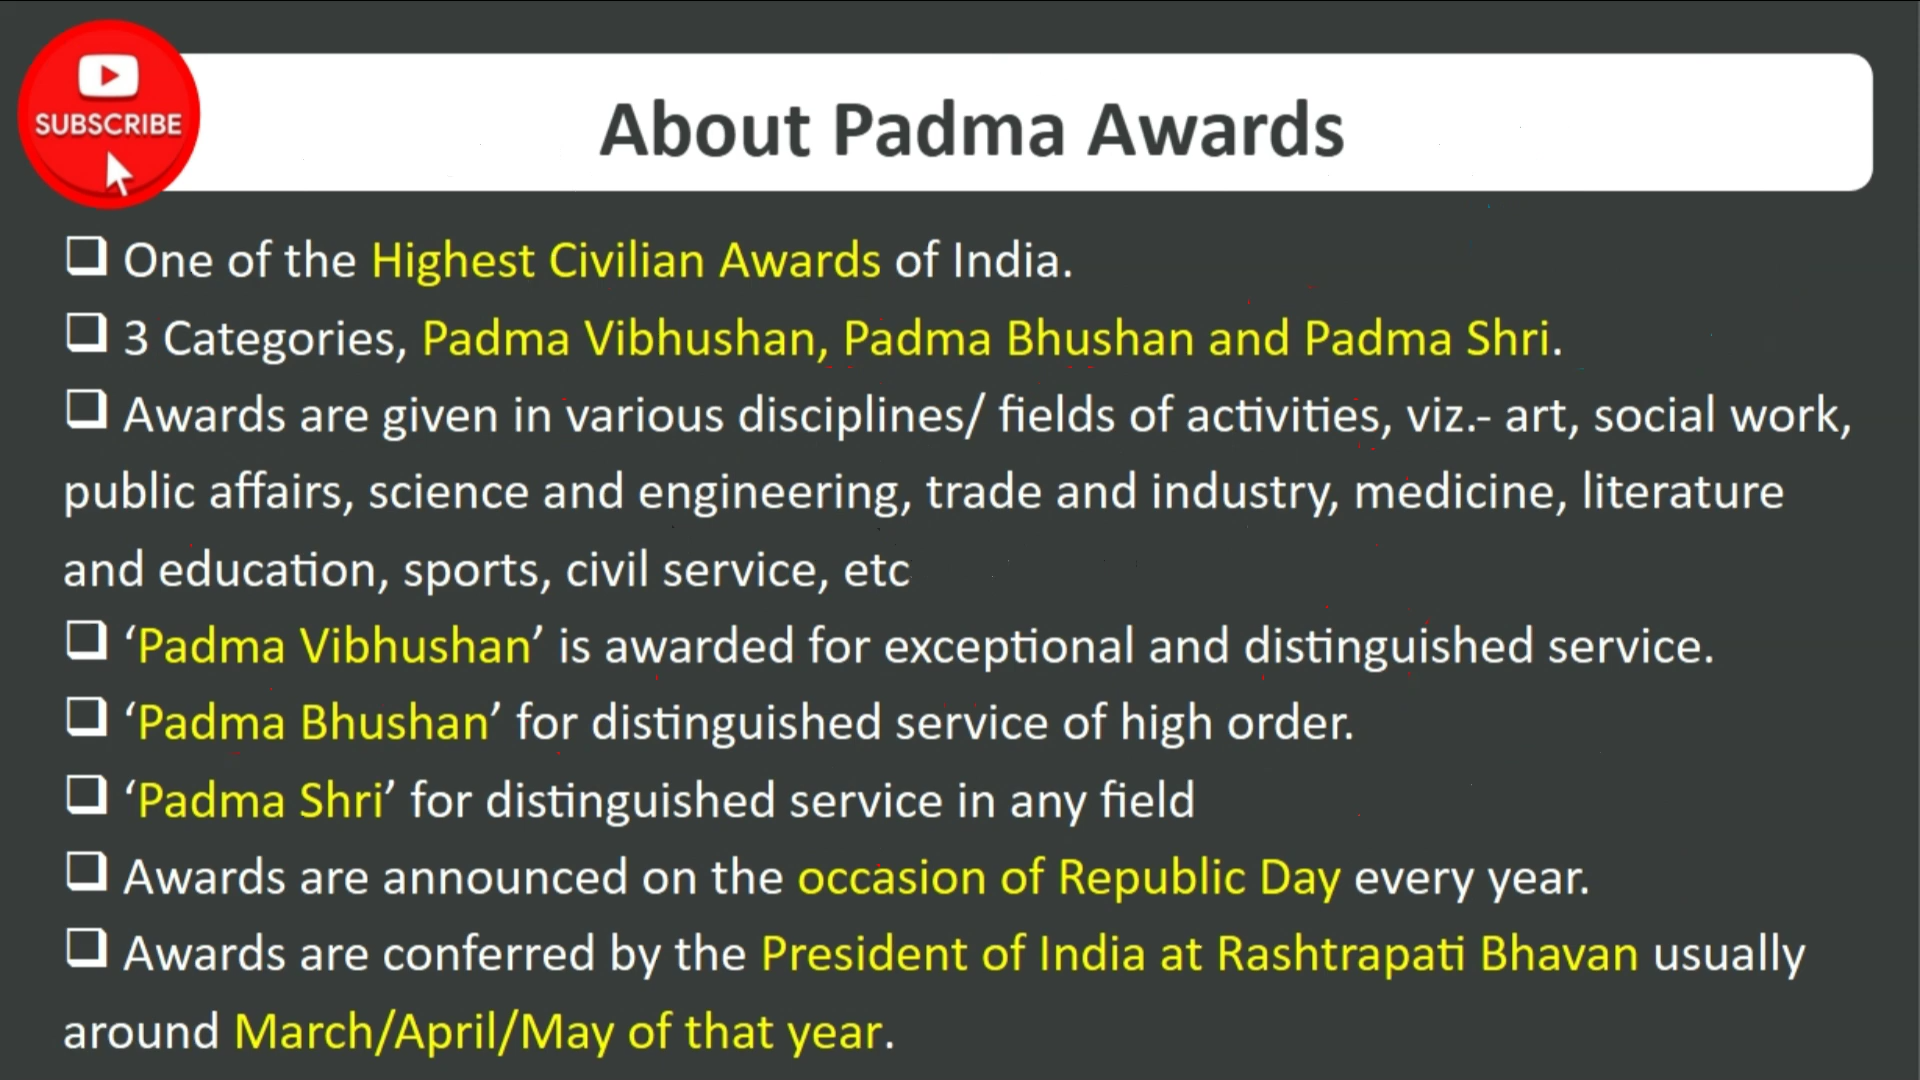 SUBSCRIBE
About Padma Awards
❑ One of the Highest Civilian Awards of India.
❑ 3 Categories, Padma Vibhushan, Padma Bhushan and Padma Shri.
❑ Awards are given in various disciplines/ fields of activities, viz.- art, social work,
public affairs, science and engineering, trade and industry, medicine, literature
and education, sports, civil service, etc
❑ ‘Padma Vibhushan’ is awarded for exceptional and distinguished service.
❑ ‘Padma Bhushan’ for distinguished service of high order.
❑ ‘Padma Shri’ for distinguished service in any field
❑ Awards are announced on the occasion of Republic Day every year.
❑ Awards are conferred by the President of India at Rashtrapati Bhavan usually
around March/April/May of that year.